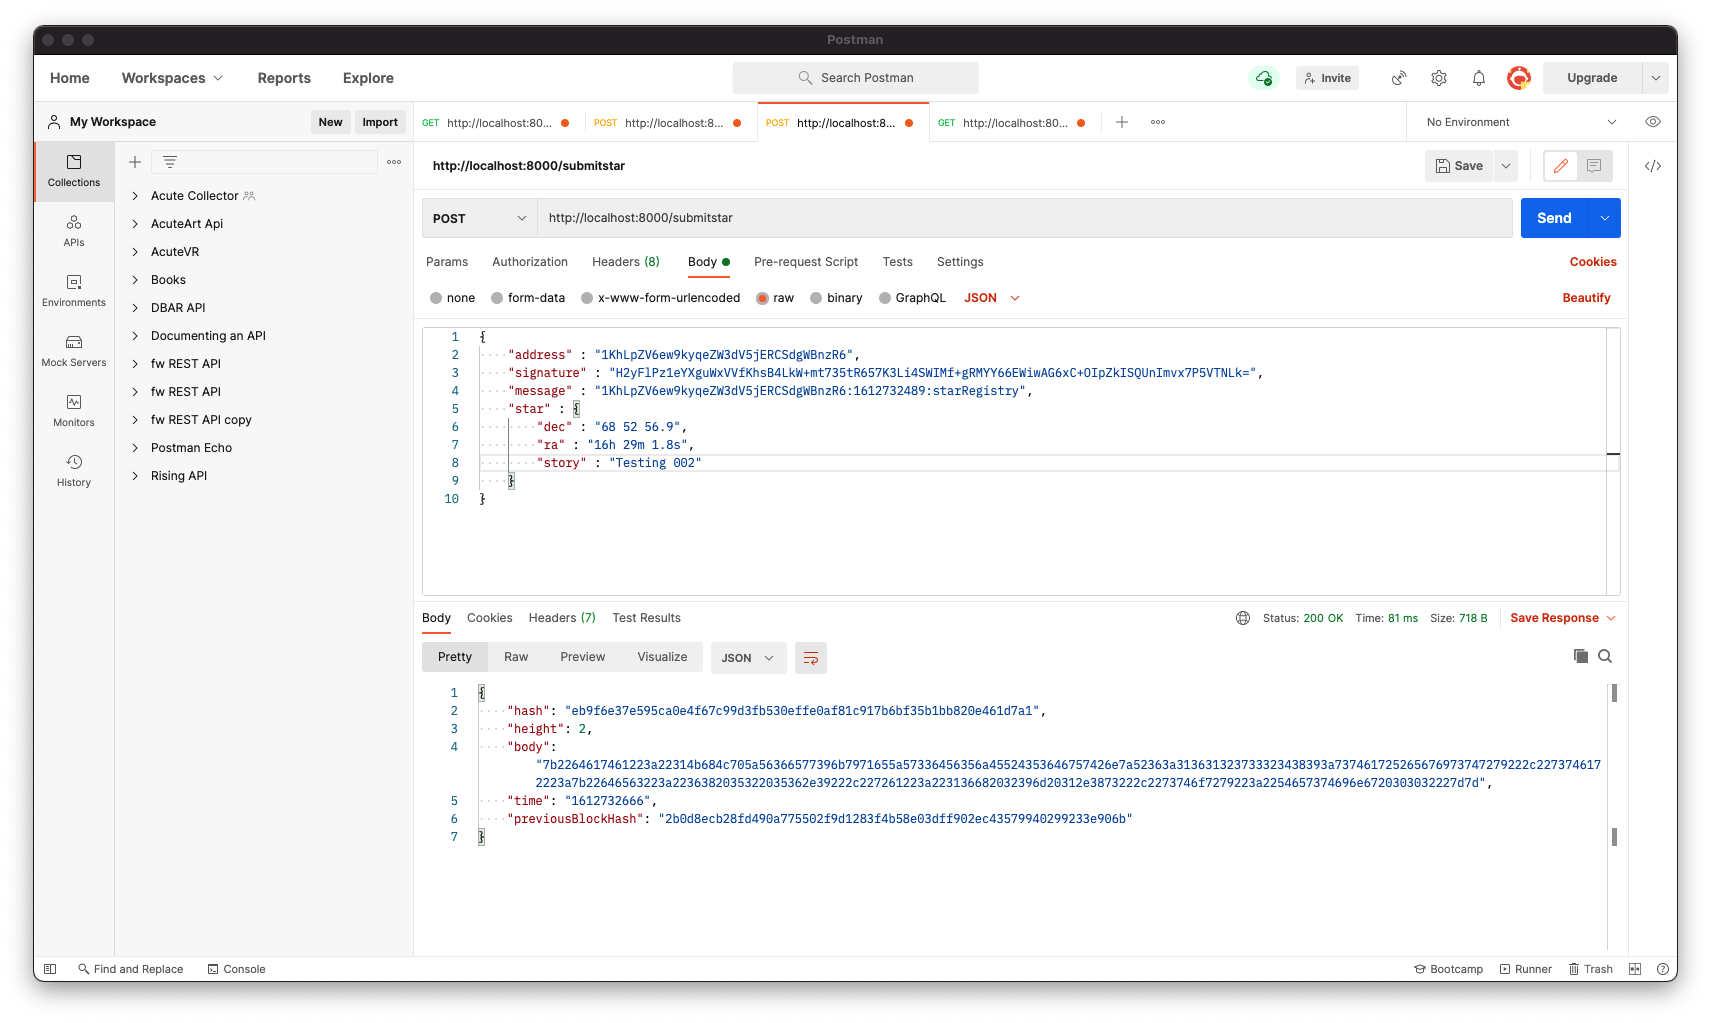 Postman
Home Workspaces Reports Explore Search Postman Invite Upgrade
My Workspace New Import GET http://localhost:80... POST http://localhost:8... POST http://localhost:8... GET http://localhost:80... No Environment
Collections
APIs
Environments
Mock Servers
Monitors
History
Acute Collector
AcuteArt Api
AcuteVR
Books
DBAR API
Documenting an API
fw REST API
fw REST API
fw REST API copy
Postman Echo
Rising API
http://localhost:8000/submitstar Save
POST http://localhost:8000/submitstar Send
Params Authorization Headers (8) Body Pre-request Script Tests Settings Cookies
none form-data x-www-form-urlencoded raw binary GraphQL JSON Beautify
1 {
2 "address" : "1KhLpZV6ew9kyqeZW3dV5jERCSdgWBnzR6",
3 "signature" : "H2yFlPz1eYXguWxVVfKhsB4LkW+mt735tR657K3Li4SWIMf+gRMYY66EWiwAG6xC+OIpZkISQUnImvx7P5VTNLk=",
4 "message" : "1KhLpZV6ew9kyqeZW3dV5jERCSdgWBnzR6:1612732489:starRegistry",
5 "star" : {
6 "dec" : "68 52 56.9",
7 "ra" : "16h 29m 1.8s",
8 "story" : "Testing 002"
9 }
10 }
Body Cookies Headers (7) Test Results Status: 200 OK Time: 81 ms Size: 718 B Save Response
Pretty Raw Preview Visualize JSON
1 {
2 "hash": "eb9f6e37e595ca0e4f67c99d3fb530effe0af81c917b6bf35b1bb820e461d7a1",
3 "height": 2,
4 "body":
"7b2264617461223a22314b684c705a56366577396b7971655a57336456356a45524353646757426e7a52363a313631323733323438393a737461725265676973747279222c2273746172
223a7b22646563223a2236382035322035362e39222c227261223a223136682032396d20312e3873222c2273746f7279223a2254657374696e6720303032227d7d",
5 "time": "1612732666",
6 "previousBlockHash": "2b0d8ecb28fd490a775502f9d1283f4b58e03dff902ec43579940299233e906b"
7 }
Find and Replace Console Bootcamp Runner Trash